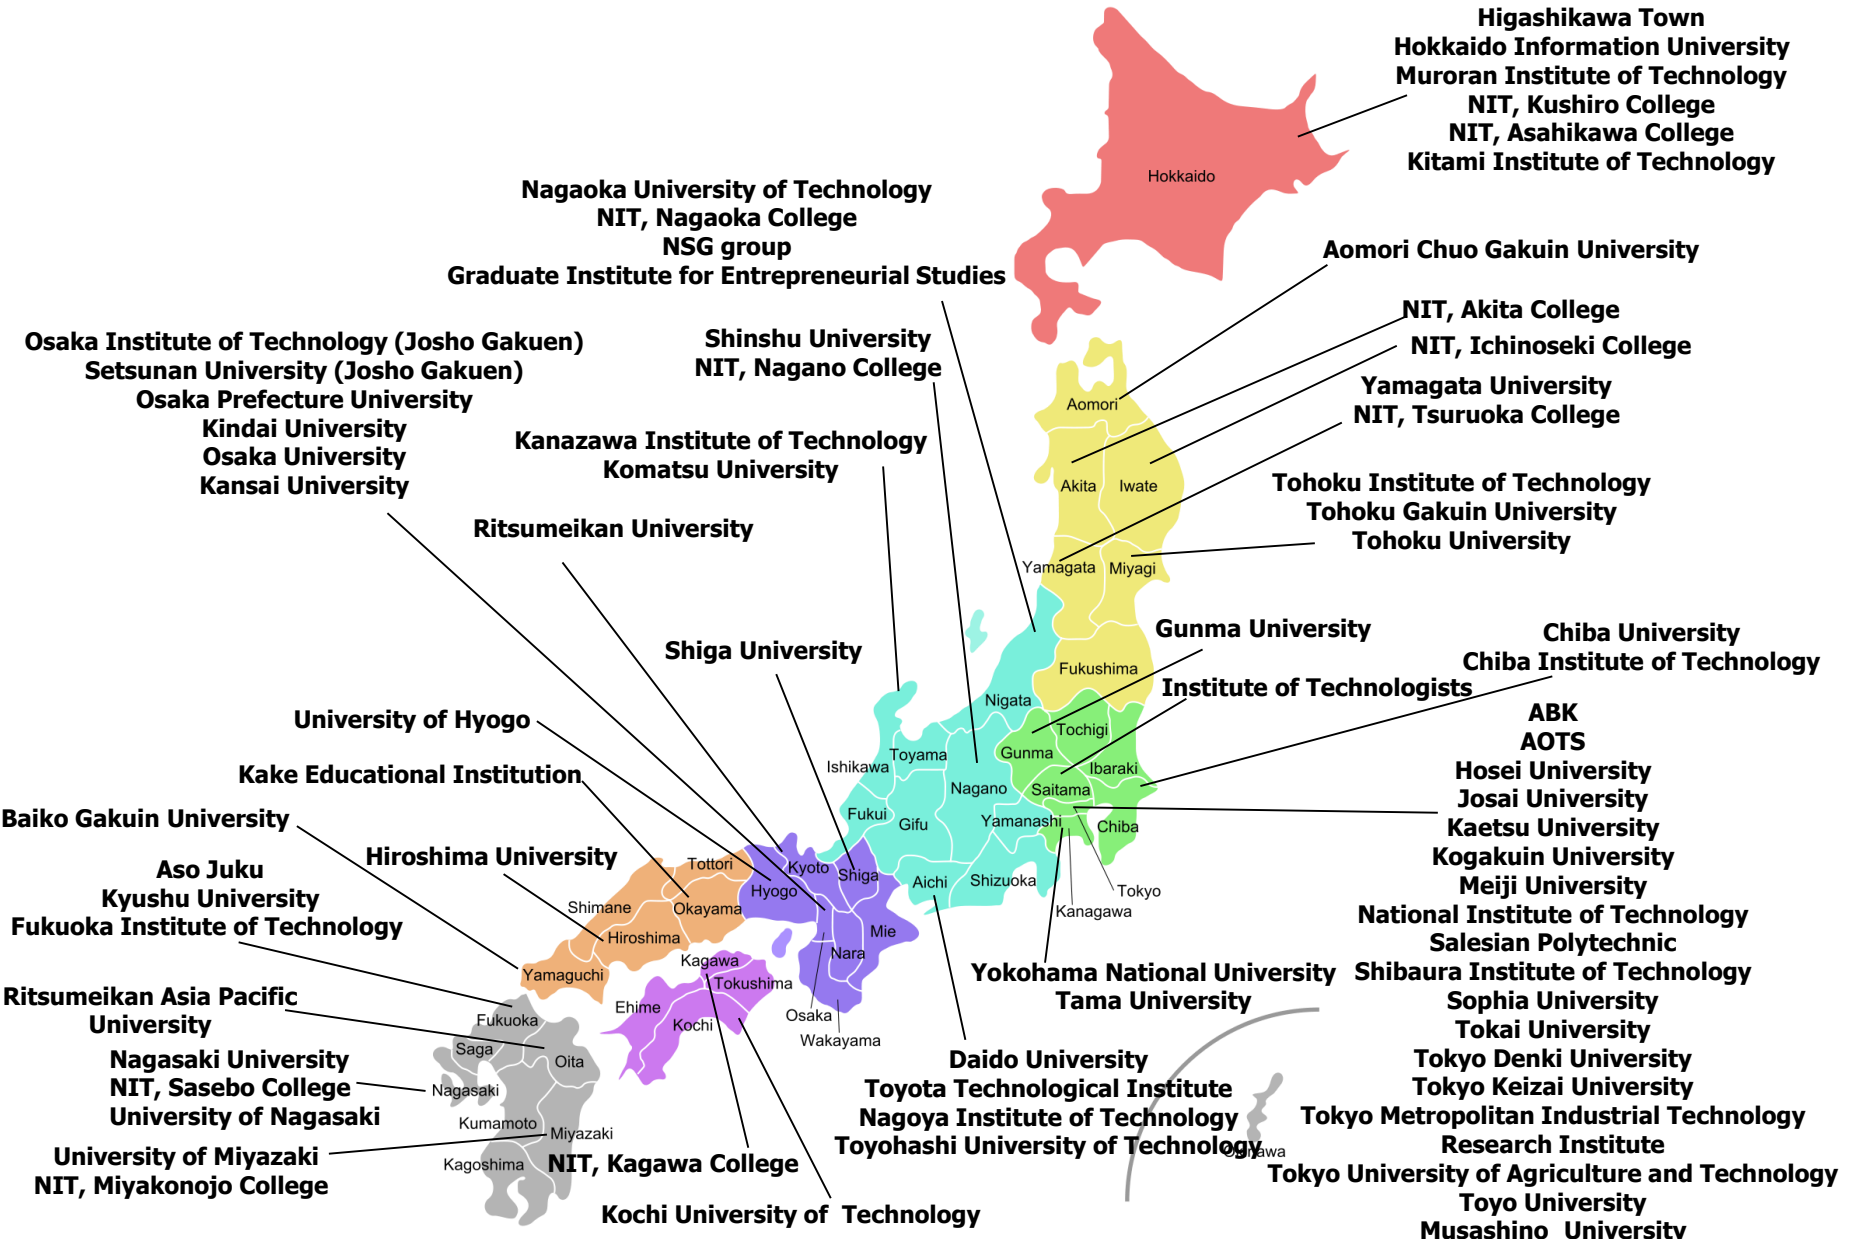 Higashikawa Town
Hokkaido Information University
Muroran Institute of Technology
NIT, Kushiro College
NIT, Asahikawa College
Kitami Institute of Technology
Hokkaido
Nagaoka University of Technology
NIT, Nagaoka College
NSG group
Graduate Institute for Entrepreneurial Studies
Aomori Chuo Gakuin University
NIT, Akita College
NIT, Ichinoseki College
Yamagata University
NIT, Tsuruoka College
Osaka Institute of Technology (Josho Gakuen)
Setsunan University (Josho Gakuen)
Osaka Prefecture University
Kindai University
Osaka University
Kansai University
Shinshu University
NIT, Nagano College
Kanazawa Institute of Technology
Komatsu University
Ritsumeikan University
Aomori
Akita
Iwate
Tohoku Institute of Technology
Tohoku Gakuin University
Tohoku University
Yamagata
Miyagi
Shiga University
Gunma University
Chiba University
Chiba Institute of Technology
Fukushima
Institute of Technologists
Nigata
Tochigi
Gunma
Ibaraki
Toyama
Ishikawa
Nagano
Saitama
Fukui
Gifu
Yamanashi
Chiba
University of Hyogo
Kake Educational Institution
Baiko Gakuin University
Hiroshima University
Aso Juku
Kyushu University
Fukuoka Institute of Technology
Tottori
Kyoto
Shiga
Hyogo
Aichi
Shizuoka
Tokyo
Kanagawa
Shimane
Okayama
Hiroshima
Mie
Nara
Yamaguchi
Kagawa
Tokushima
Ehime
Kochi
Osaka
Wakayama
ABK
AOTS
Hosei University
Josai University
Kaetsu University
Kogakuin University
Meiji University
National Institute of Technology
Salesian Polytechnic
Shibaura Institute of Technology
Sophia University
Tokai University
Tokyo Denki University
Tokyo Keizai University
Tokyo Metropolitan Industrial Technology
Research Institute
Tokyo University of Agriculture and Technology
Toyo University
Musashino University
Yokohama National University
Tama University
Ritsumeikan Asia Pacific
University
Fukuoka
Saga
Oita
Nagasaki University
NIT, Sasebo College
University of Nagasaki
Nagasaki
Kumamoto
Miyazaki
Kagoshima
University of Miyazaki
NIT, Miyakonojo College
NIT, Kagawa College
Kochi University of Technology
Daido University
Toyota Technological Institute
Nagoya Institute of Technology
Toyohashi University of Technology